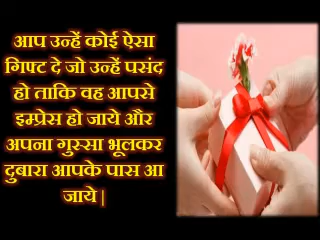 आप उन्हें कोई ऐसा
गिफ्ट दे जो उन्हें पसंद
हो ताकि वह आपसे
इम्प्रेस हो जाये और
अपना गुस्सा भूलकर
दुबारा आपके पास आ
जाये|